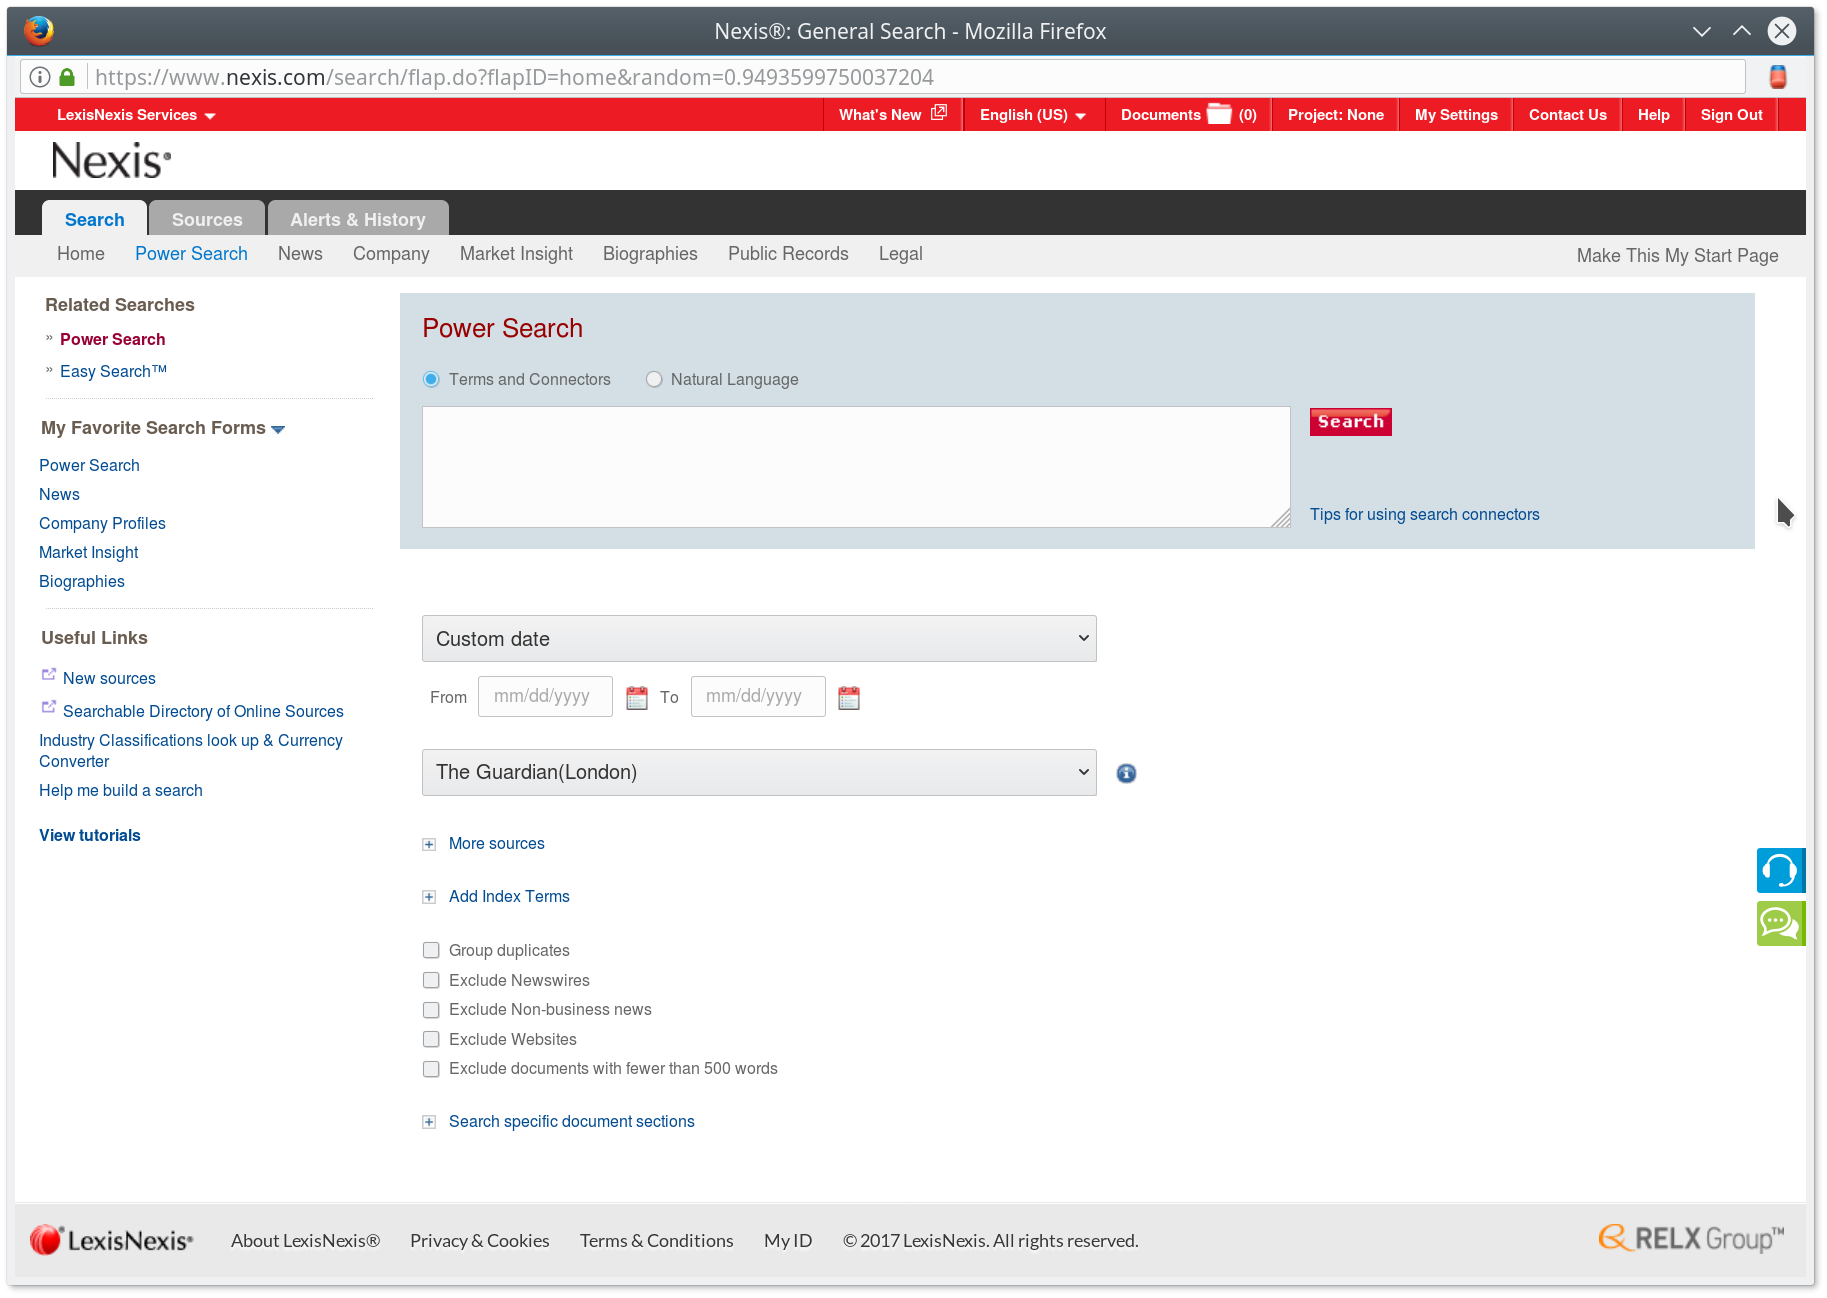 Nexis®: General Search - Mozilla Firefox
https://www.nexis.com/search/flap.do?flapID=home&random=0.9493599750037204
LexisNexis Services What's New English (US) Documents (0) Project: None My Settings Contact Us Help Sign Out
Nexis®
Search Sources Alerts & History
Home Power Search News Company Market Insight Biographies Public Records Legal Make This My Start Page
Related Searches
» Power Search
» Easy Search™
My Favorite Search Forms
Power Search
News
Company Profiles
Market Insight
Biographies
Useful Links
New sources
Searchable Directory of Online Sources
Industry Classifications look up & Currency
Converter
Help me build a search
View tutorials
Power Search
Terms and Connectors Natural Language
Search
Tips for using search connectors
Custom date
From mm/dd/yyyy To mm/dd/yyyy
The Guardian(London)
More sources
Add Index Terms
Group duplicates
Exclude Newswires
Exclude Non-business news
Exclude Websites
Exclude documents with fewer than 500 words
Search specific document sections
LexisNexis® About LexisNexis® Privacy & Cookies Terms & Conditions My ID © 2017 LexisNexis. All rights reserved. RELX Group™